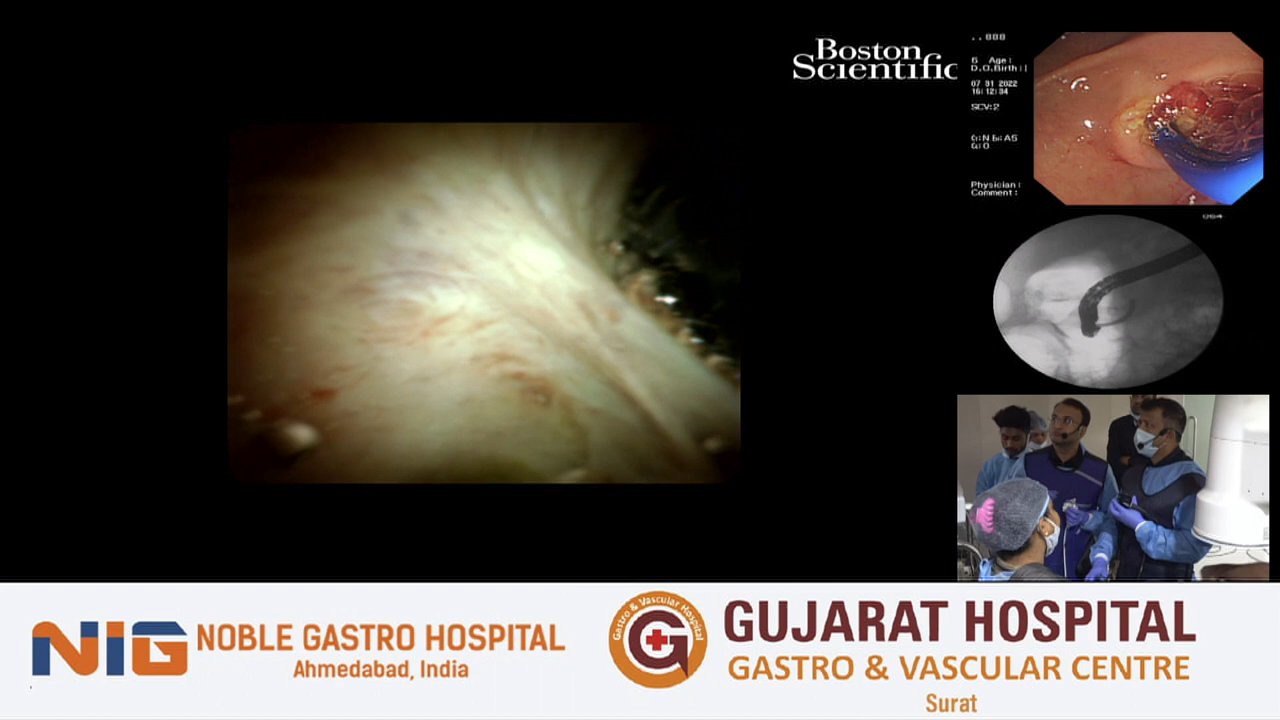 Boston
Scientific
Age:
D.O.Birth:
07 31 2022
16:12:34
SCV:2
Physician:
Comment:
NIG
NOBLE GASTRO HOSPITAL
Ahmedabad, India
Gastro & Vascular Hospital
G
GUJARAT HOSPITAL
GASTRO & VASCULAR CENTRE
Surat